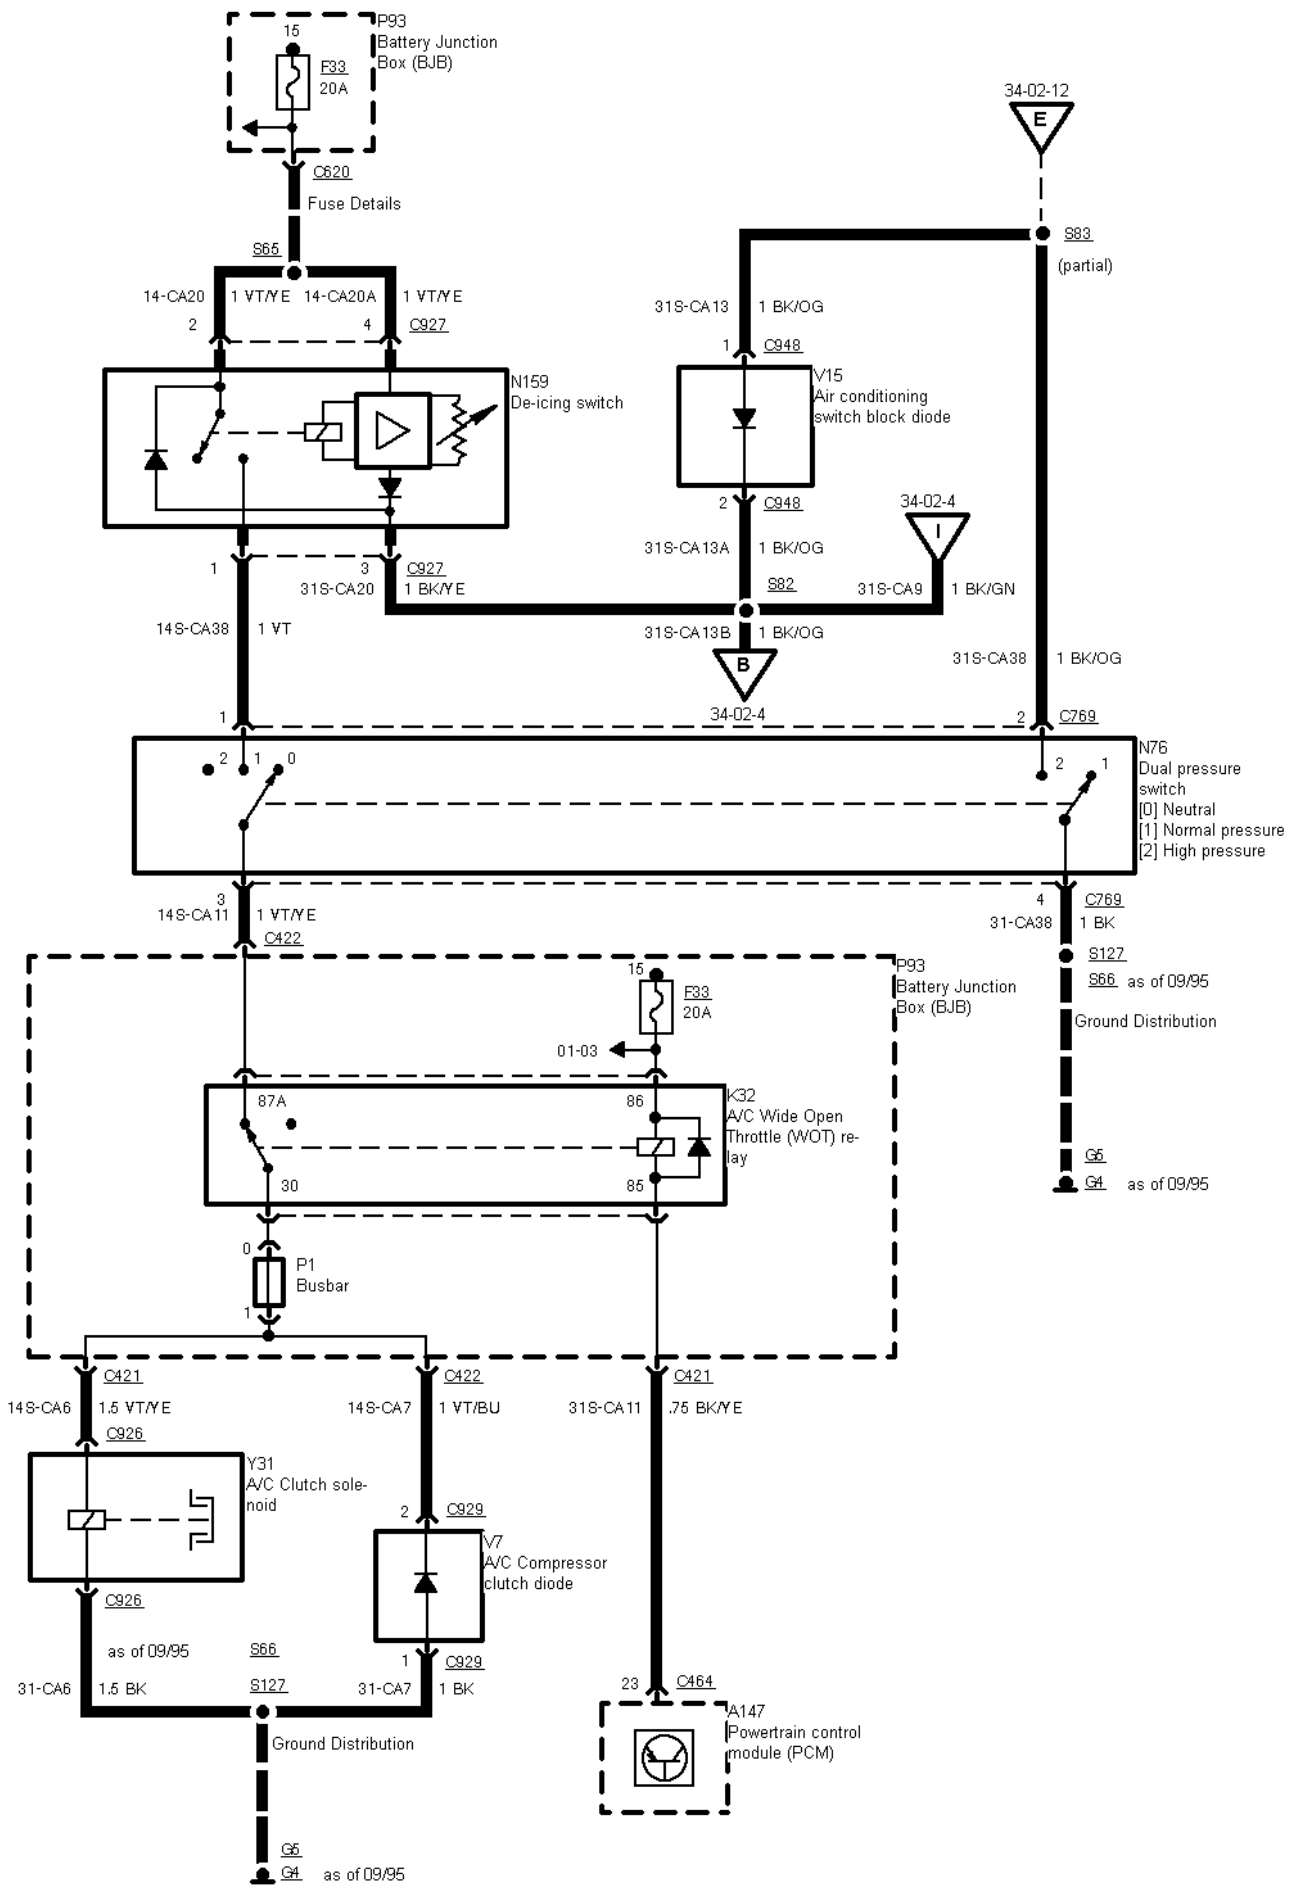 P93
15
Battery Junction
Box (BJB)
F33
20A
34-02-12
E
C620
Fuse Details
S65
S83
(partial)
14-CA20
1 VT/YE
14-CA20A
1 VT/YE
31S-CA13
1 BK/OG
2
4
C927
1
C948
N159
De-icing switch
V15
Air conditioning
switch block diode
2
C948
34-02-4
I
31S-CA13A
1 BK/OG
1
3
C927
S82
31S-CA20
1 BK/YE
31S-CA9
1 BK/GN
14S-CA38
1 VT
31S-CA13B
1 BK/OG
B
31S-CA38
1 BK/OG
34-02-4
1
2
C769
N76
Dual pressure
switch
[0] Neutral
[1] Normal pressure
[2] High pressure
2
1
0
2
1
3
4
C769
14S-CA11
1 VT/YE
31-CA38
1 BK
C422
S127
S66 as of 09/95
Ground Distribution
P93
Battery Junction
Box (BJB)
15
F33
20A
01-03
87A
86
K32
A/C Wide Open
Throttle (WOT) re-
lay
30
85
G5
G4 as of 09/95
0
P1
Busbar
1
C421
C422
C421
14S-CA6
1.5 VT/YE
14S-CA7
1 VT/BU
31S-CA11
.75 BK/YE
C926
Y31
A/C Clutch sole-
noid
2
C929
V7
A/C Compressor
clutch diode
C926
as of 09/95
S66
1
C929
31-CA6
1.5 BK
S127
31-CA7
1 BK
23
C464
A147
Powertrain control
module (PCM)
Ground Distribution
G5
G4 as of 09/95